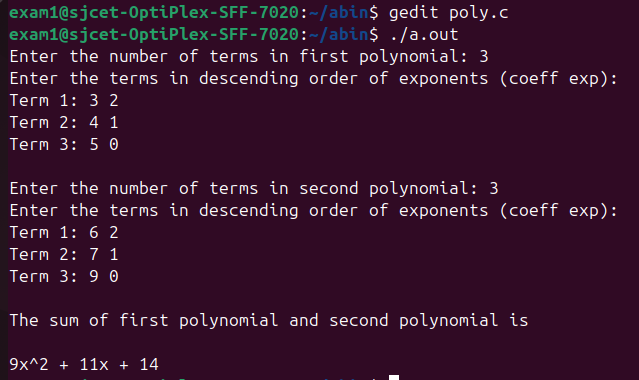 exam1@sjcet-OptiPlex-SFF-7020:~/abin$ gedit poly.c
exam1@sjcet-OptiPlex-SFF-7020:~/abin$ ./a.out
Enter the number of terms in first polynomial: 3
Enter the terms in descending order of exponents (coeff exp):
Term 1: 3 2
Term 2: 4 1
Term 3: 5 0

Enter the number of terms in second polynomial: 3
Enter the terms in descending order of exponents (coeff exp):
Term 1: 6 2
Term 2: 7 1
Term 3: 9 0

The sum of first polynomial and second polynomial is

9x^2 + 11x + 14